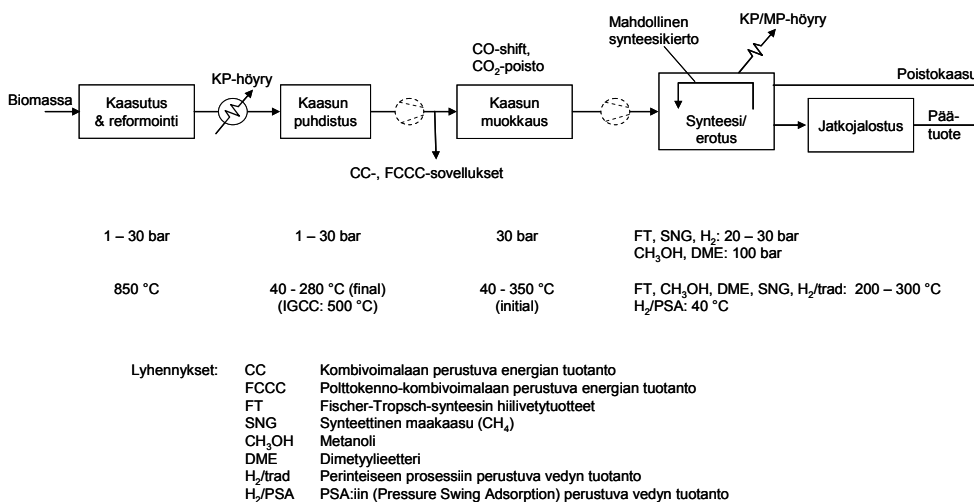 Mahdollinen
synteesikierto
KP/MP-höyry
CO-shift,
CO₂-poisto
KP-höyry
Poistokaasu
Biomassa
Kaasutus
& reformointi
Kaasun
puhdistus
Kaasun
muokkaus
Synteesi/
erotus
Jatkojalostus
Pää-
tuote
CC-, FCCC-sovellukset
1 – 30 bar
1 – 30 bar
30 bar
FT, SNG, H₂: 20 – 30 bar
CH₃OH, DME: 100 bar
850 °C
40 - 280 °C (final)
(IGCC: 500 °C)
40 - 350 °C
(initial)
FT, CH₃OH, DME, SNG, H₂/trad: 200 – 300 °C
H₂/PSA: 40 °C
Lyhennykset: CC Kombivoimalaan perustuva energian tuotanto
FCCC Polttokenno-kombivoimalaan perustuva energian tuotanto
FT Fischer-Tropsch-synteesin hiilivetytuotteet
SNG Synteettinen maakaasu (CH₄)
CH₃OH Metanoli
DME Dimetyylieetteri
H₂/trad Perinteiseen prosessiin perustuva vedyn tuotanto
H₂/PSA PSA:iin (Pressure Swing Adsorption) perustuva vedyn tuotanto